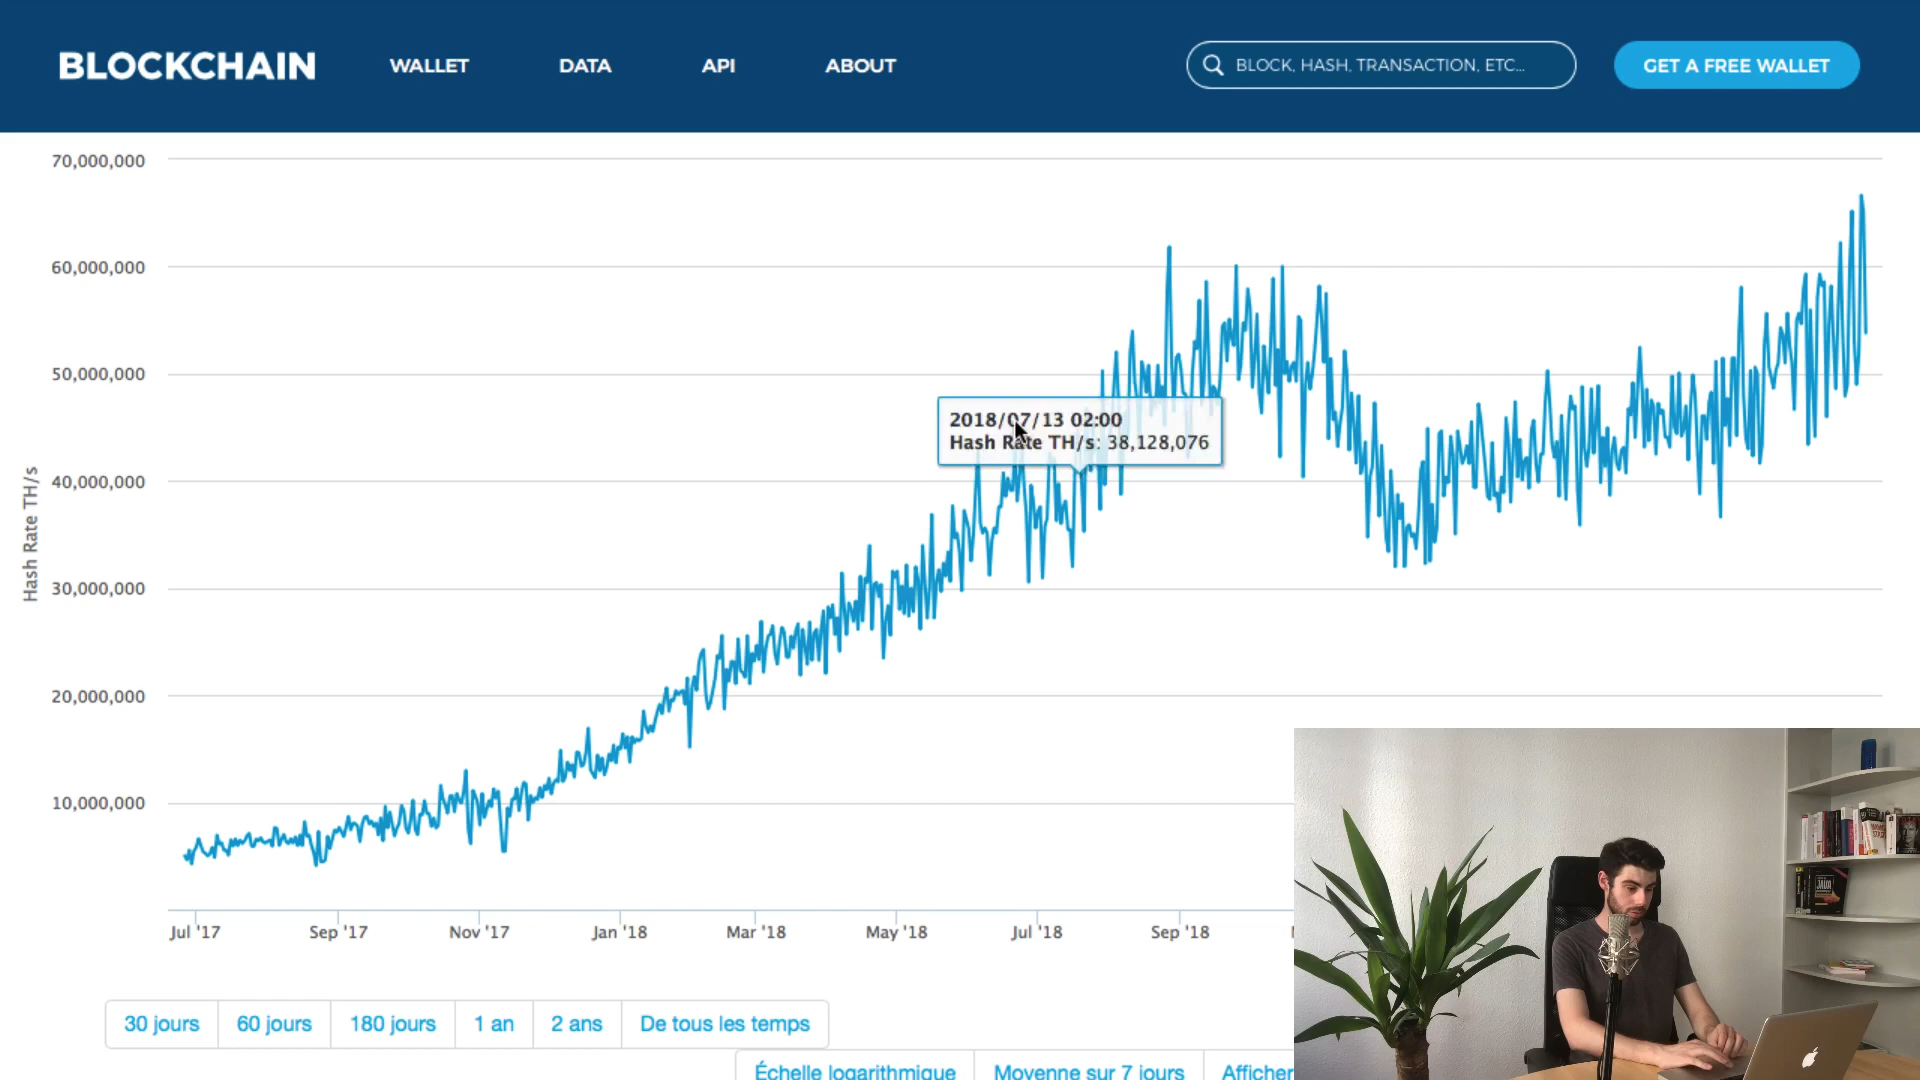 BLOCKCHAIN WALLET DATA API ABOUT BLOCK, HASH, TRANSACTION, ETC... GET A FREE WALLET
70,000,000
60,000,000
50,000,000
40,000,000
30,000,000
20,000,000
10,000,000
Hash Rate TH/s
2018/07/13 02:00
Hash Rate TH/s: 38,128,076
Jul '17 Sep '17 Nov '17 Jan '18 Mar '18 May '18 Jul '18 Sep '18
30 jours 60 jours 180 jours 1 an 2 ans De tous les temps
Échelle logarithmique Moyenne sur 7 jours Afficher
JAVA